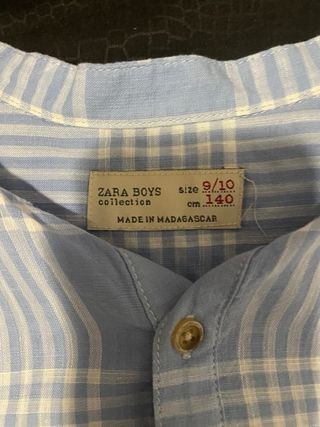 ZARA BOYS size 9/10
collection cm 140
MADE IN MADAGASCAR